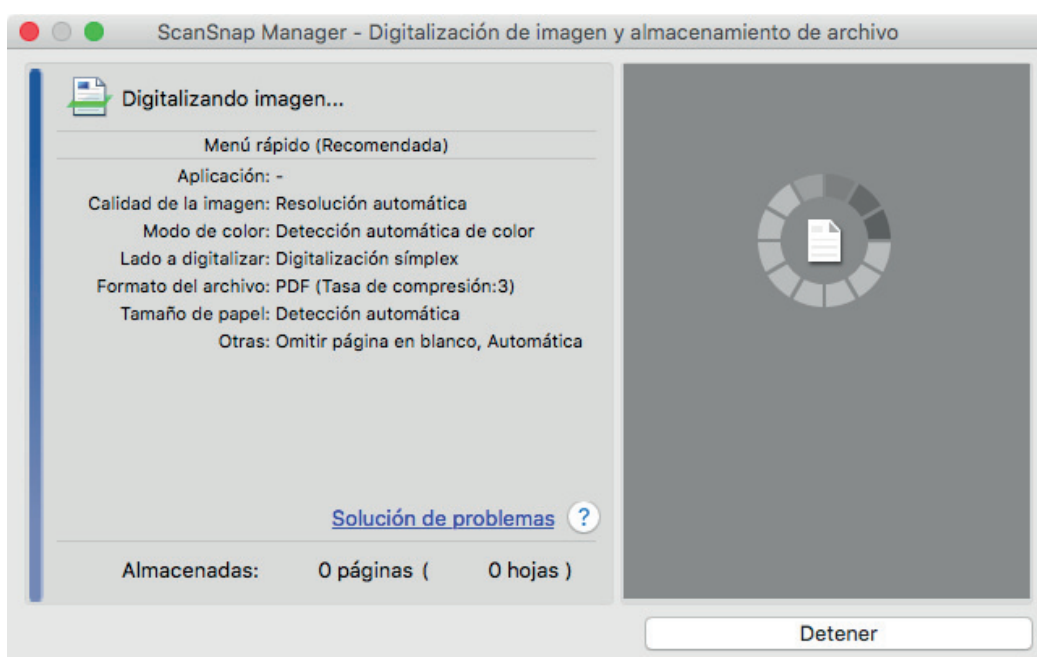 ScanSnap Manager - Digitalización de imagen y almacenamiento de archivo
Digitalizando imagen...
Menú rápido (Recomendada)
Aplicación: -
Calidad de la imagen: Resolución automática
Modo de color: Detección automática de color
Lado a digitalizar: Digitalización símplex
Formato del archivo: PDF (Tasa de compresión:3)
Tamaño de papel: Detección automática
Otras: Omitir página en blanco, Automática
Solución de problemas ?
Almacenadas: 0 páginas ( 0 hojas )
Detener